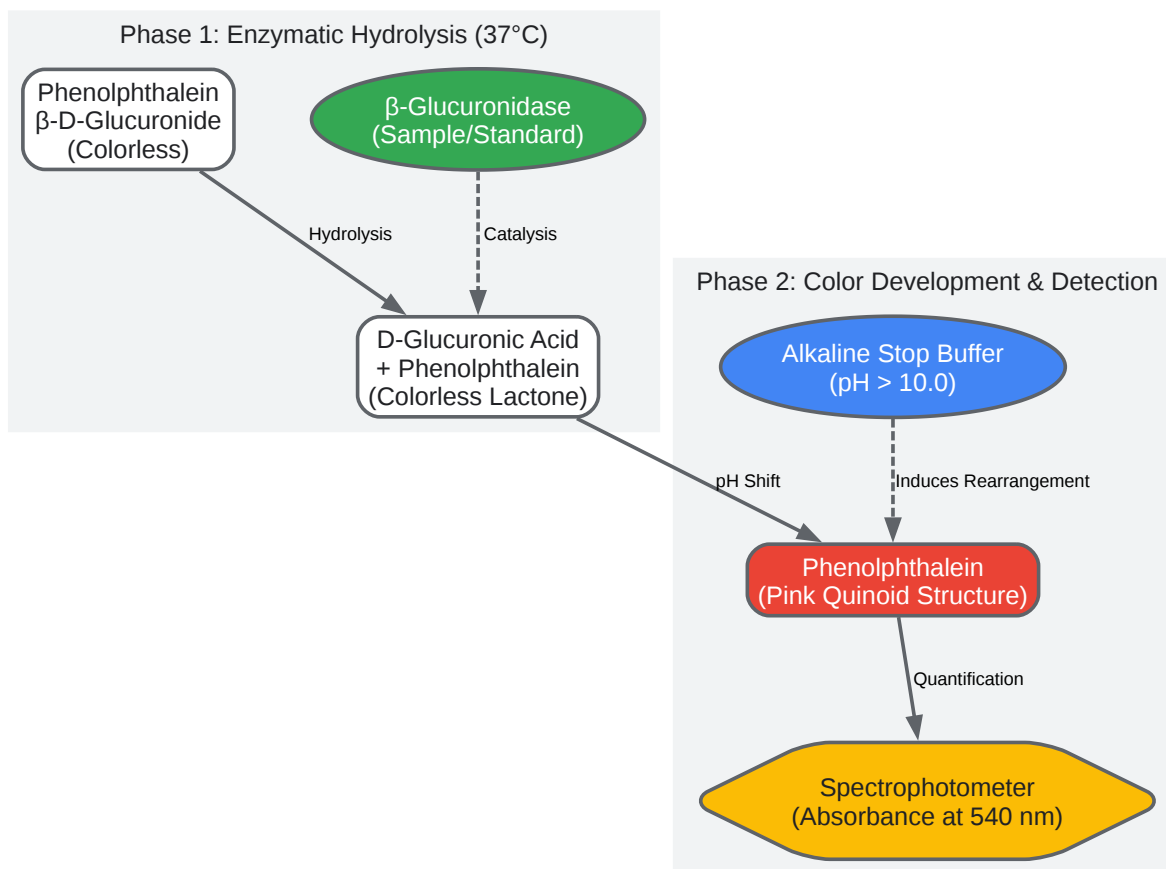 Phase 1: Enzymatic Hydrolysis (37°C)
Phenolphthalein
β-D-Glucuronide
(Colorless)
β-Glucuronidase
(Sample/Standard)
Hydrolysis
Catalysis
D-Glucuronic Acid
+ Phenolphthalein
(Colorless Lactone)
Phase 2: Color Development & Detection
Alkaline Stop Buffer
(pH > 10.0)
pH Shift
Induces Rearrangement
Phenolphthalein
(Pink Quinoid Structure)
Quantification
Spectrophotometer
(Absorbance at 540 nm)